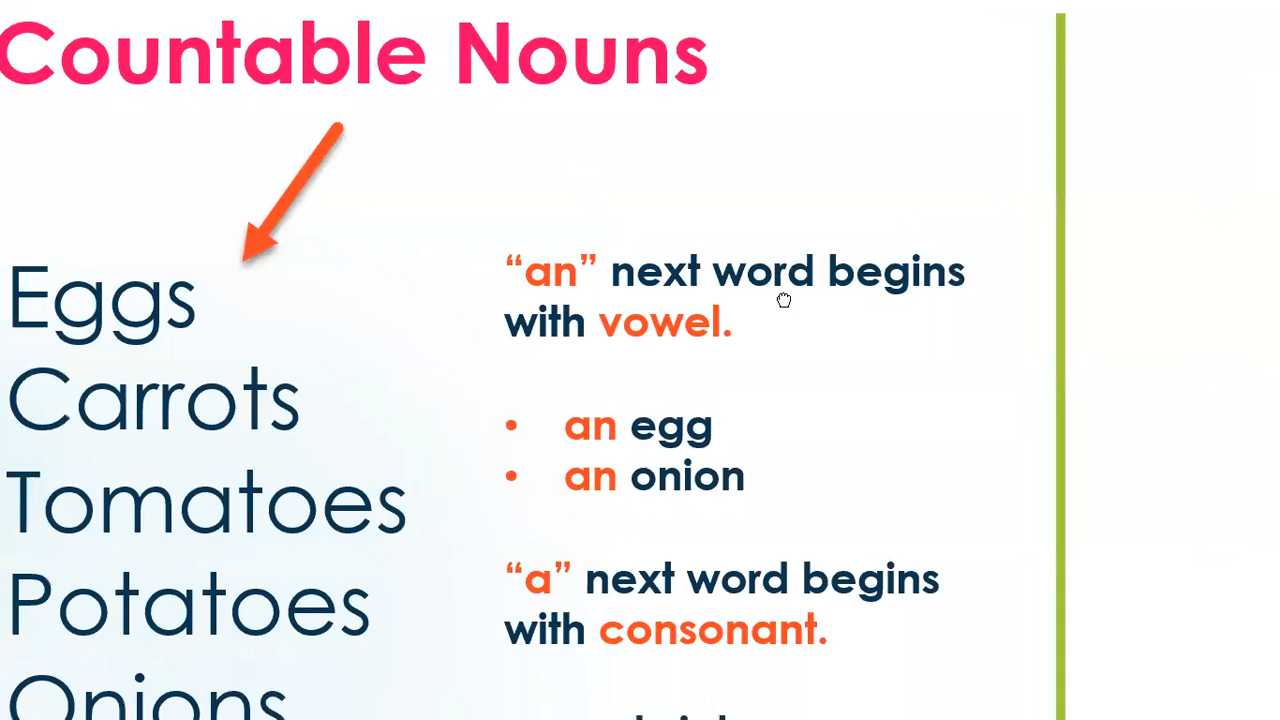 Countable Nouns
Eggs
Carrots
Tomatoes
Potatoes
Onions
“an” next word begins
with vowel.
• an egg
• an onion
“a” next word begins
with consonant.